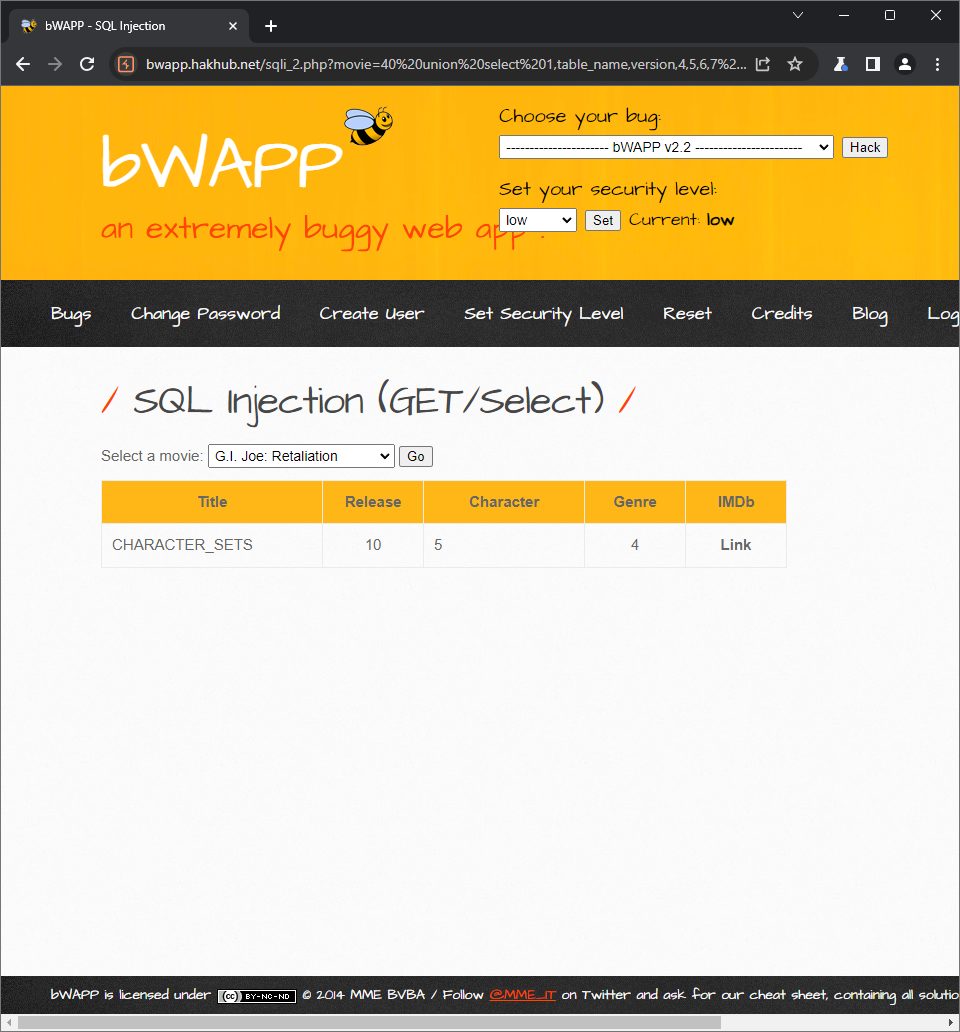 bWAPP - SQL Injection
bwapp.hakhub.net/sqli_2.php?movie=40%20union%20select%201,table_name,version,4,5,6,7%2...
bWAPP
an extremely buggy web app !
Choose your bug:
---------------------- bWAPP v2.2 -----------------------
Hack
Set your security level:
low Set Current: low
Bugs Change Password Create User Set Security Level Reset Credits Blog Log
/ SQL Injection (GET/Select) /
Select a movie: G.I. Joe: Retaliation Go
Title Release Character Genre IMDb
CHARACTER_SETS 10 5 4 Link
bWAPP is licensed under cc BY-NC-ND © 2014 MME BVBA / Follow @MME_IT on Twitter and ask for our cheat sheet, containing all solutio